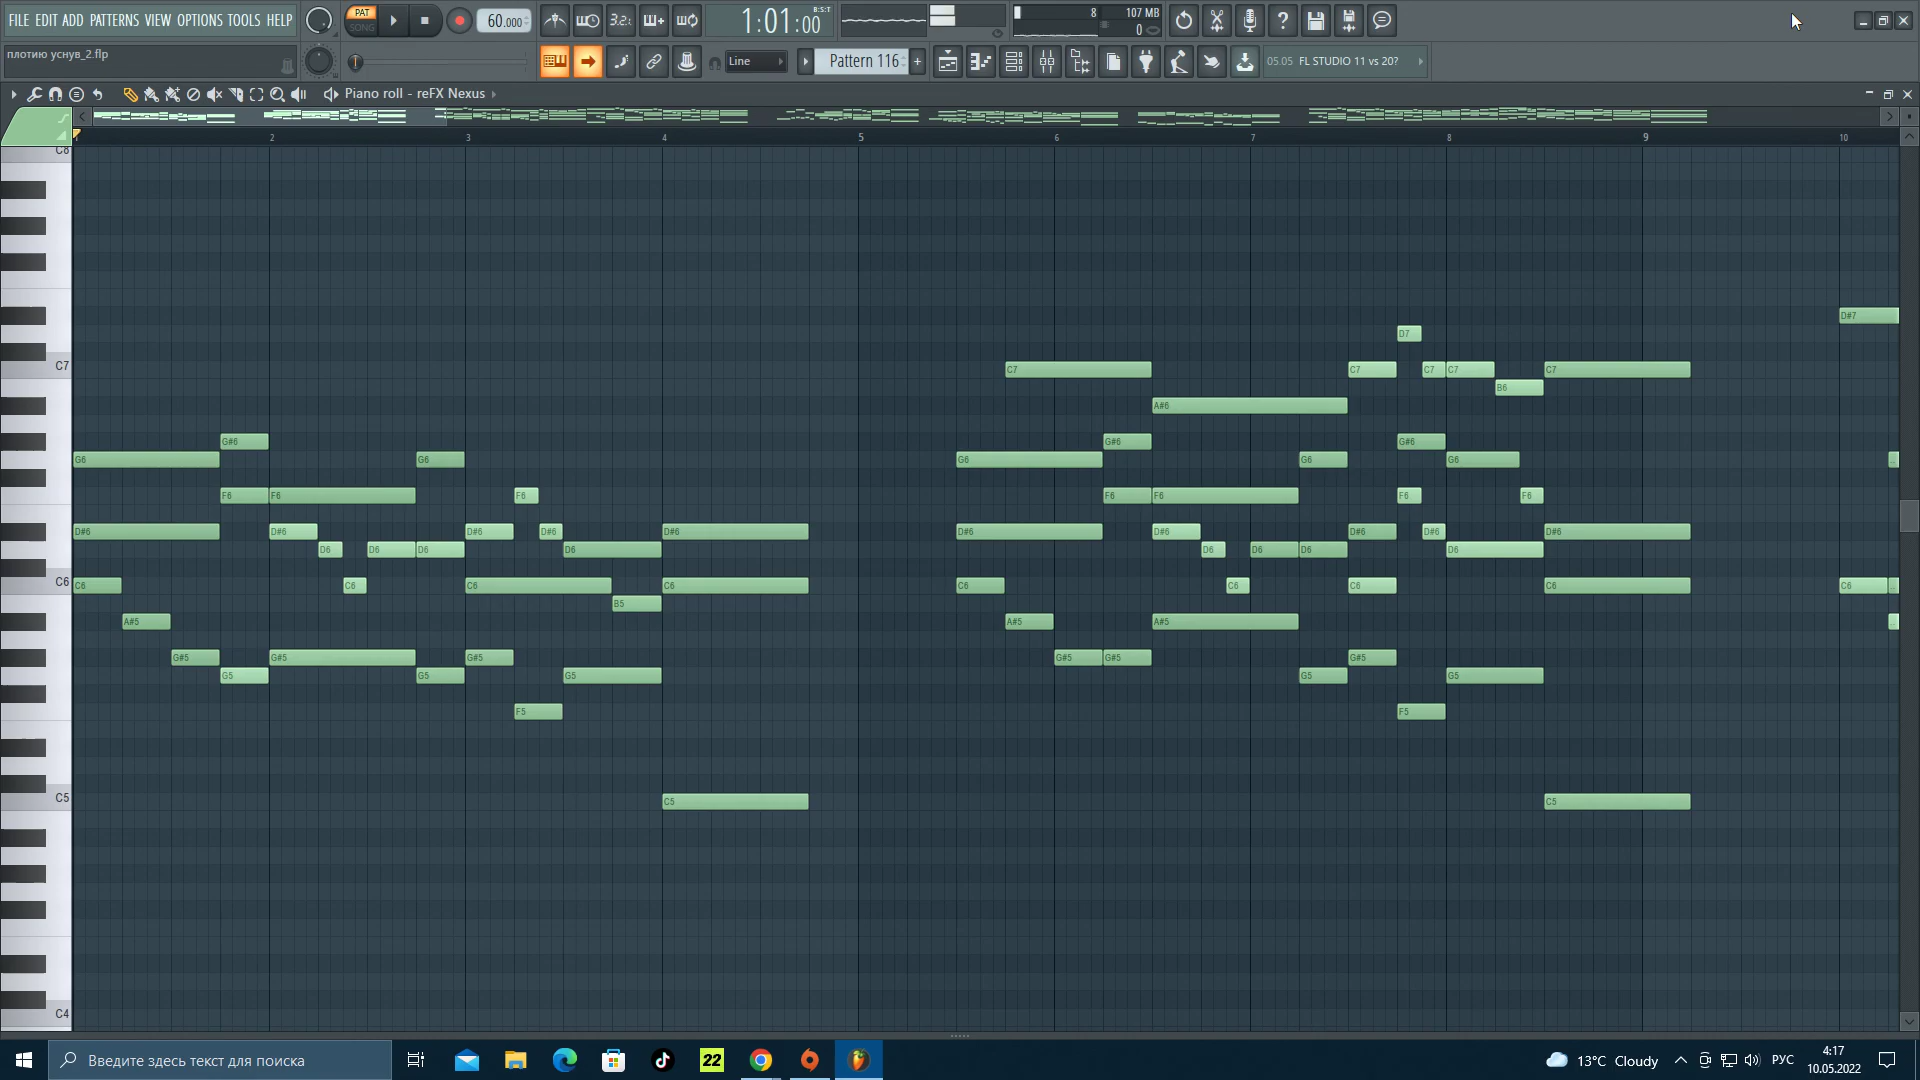 FILE EDIT ADD PATTERNS VIEW OPTIONS TOOLS HELP
PAT
SONG
60.000
3.2.
1:01:00
B:S:T
8
107 MB
0
плотию уснув_2.flp
Line
Pattern 116
05.05 FL STUDIO 11 vs 20?
Piano roll - reFX Nexus
2 3 4 5 6 7 8 9 10
C8
D#7
D7
C7
C7 C7 C7 C7 C7
B6
A#6
G#6 G#6 G#6
G6 G6 G6 G6 G6
F6 F6 F6 F6 F6 F6 F6
D#6 D#6 D#6 D#6 D#6 D#6 D#6 D#6 D#6 D#6
D6 D6 D6 D6 D6 D6 D6 D6
C6
C6 C6 C6 C6 C6 C6 C6 C6 C6
B5
A#5 A#5 A#5
G#5 G#5 G#5 G#5 G#5 G#5
G5 G5 G5 G5 G5
F5 F5
C5
C5 C5
C4
Введите здесь текст для поиска
22
13°C Cloudy
РУС
4:17
10.05.2022